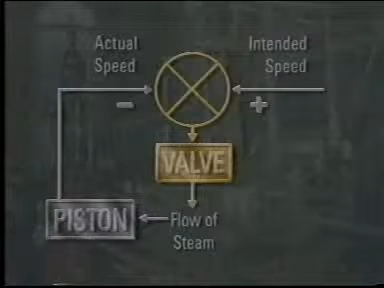 Actual
Speed
Intended
Speed
−
+
VALVE
PISTON
Flow of
Steam